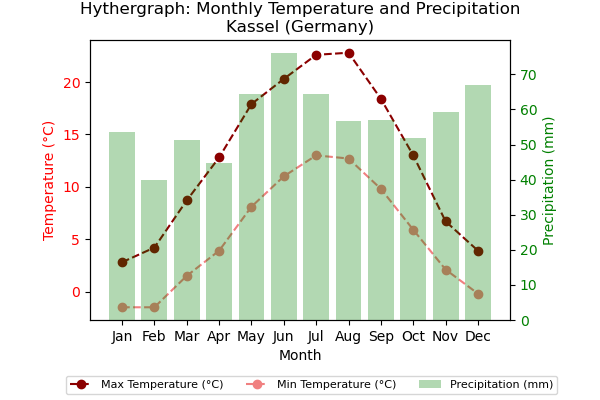 Hythergraph: Monthly Temperature and Precipitation
Kassel (Germany)
Temperature (°C)
20
15
10
5
0
Precipitation (mm)
70
60
50
40
30
20
10
0
Jan Feb Mar Apr May Jun Jul Aug Sep Oct Nov Dec
Month
Max Temperature (°C) Min Temperature (°C) Precipitation (mm)